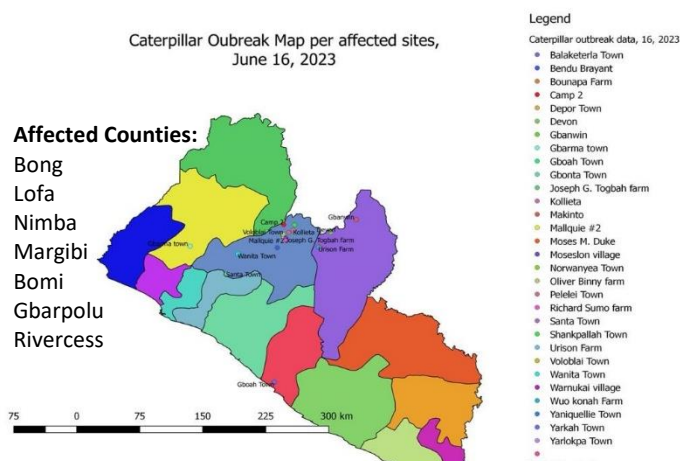 Caterpillar Oubreak Map per affected sites,
June 16, 2023
Affected Counties:
Bong
Lofa
Nimba
Margibi
Bomi
Gbarpolu
Rivercess
Legend
Caterpillar outbreak data, 16, 2023
Balaketerla Town
Bendu Brayant
Bounapa Farm
Camp 2
Depor Town
Devon
Gbanwin
Gbarma town
Gboah Town
Gbonta Town
Joseph G. Togbah farm
Kollieta
Makinto
Mallquie #2
Moses M. Duke
Moseslon village
Norwanyea Town
Oliver Binny farm
Pelelei Town
Richard Sumo farm
Santa Town
Shankpallah Town
Urison Farm
Voloblai Town
Wanita Town
Warnukai village
Wuo konah Farm
Yaniquellie Town
Yarkah Town
Yarlokpa Town
Gbanwin
Camp 2
Voloblai Town
Kollieta
Mallquie #2
Joseph G. Togbah farm
Urison Farm
Gbarma town
Wanita Town
Santa Town
Gboah Town
75 0 75 150 225 300 km